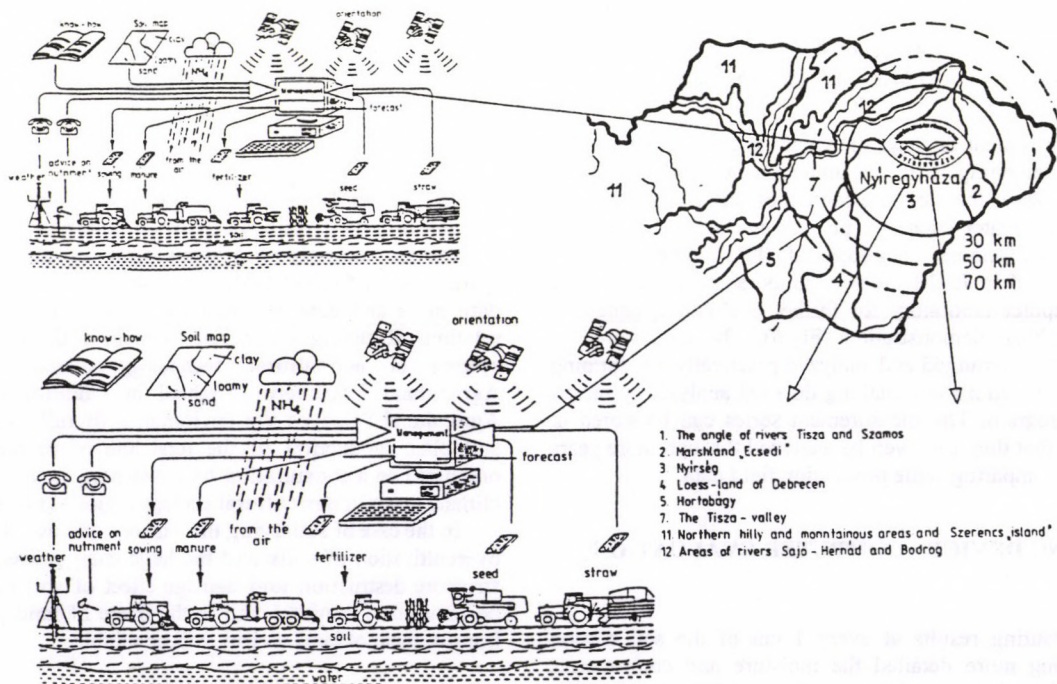 know-how
Soil map
clay
loamy
sand
NH4
orientation
Management
forecast
weather
advice on
nutriment
sowing
manure
from the
air
fertilizer
seed
straw
soil
11
11
12
12
11
7
Nyíregyháza
3
1
2
5
4
30 km
50 km
70 km
know-how
Soil map
clay
loamy
sand
NH4
orientation
Management
forecast
weather
advice on
nutriment
sowing
manure
from the
air
fertilizer
seed
straw
soil
water
1. The angle of rivers Tisza and Szamos
2 Marshland „Ecsedi”
3 Nyírség
4 Loess-land of Debrecen
5 Hortobágy
7. The Tisza-valley
11 Northern hilly and monntainous areas and Szerencs „island”
12 Areas of rivers Sajó-Hernád and Bodrog